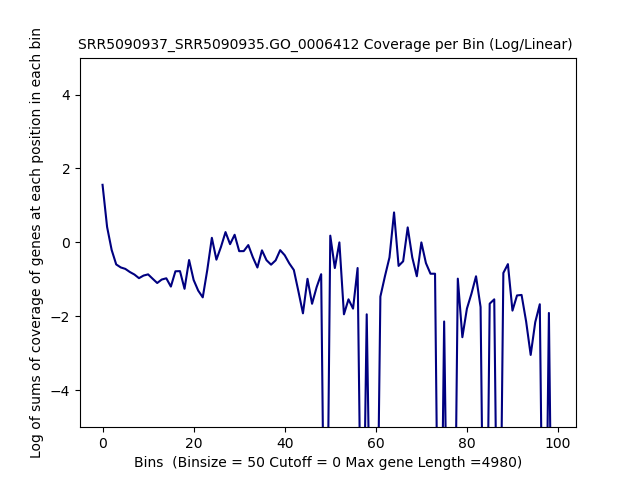 SRR5090937_SRR5090935.GO_0006412 Coverage per Bin (Log/Linear)
Log of sums of coverage of genes at each position in each bin
4
2
0
−2
−4
0 20 40 60 80 100
Bins  (Binsize = 50 Cutoff = 0 Max gene Length =4980)